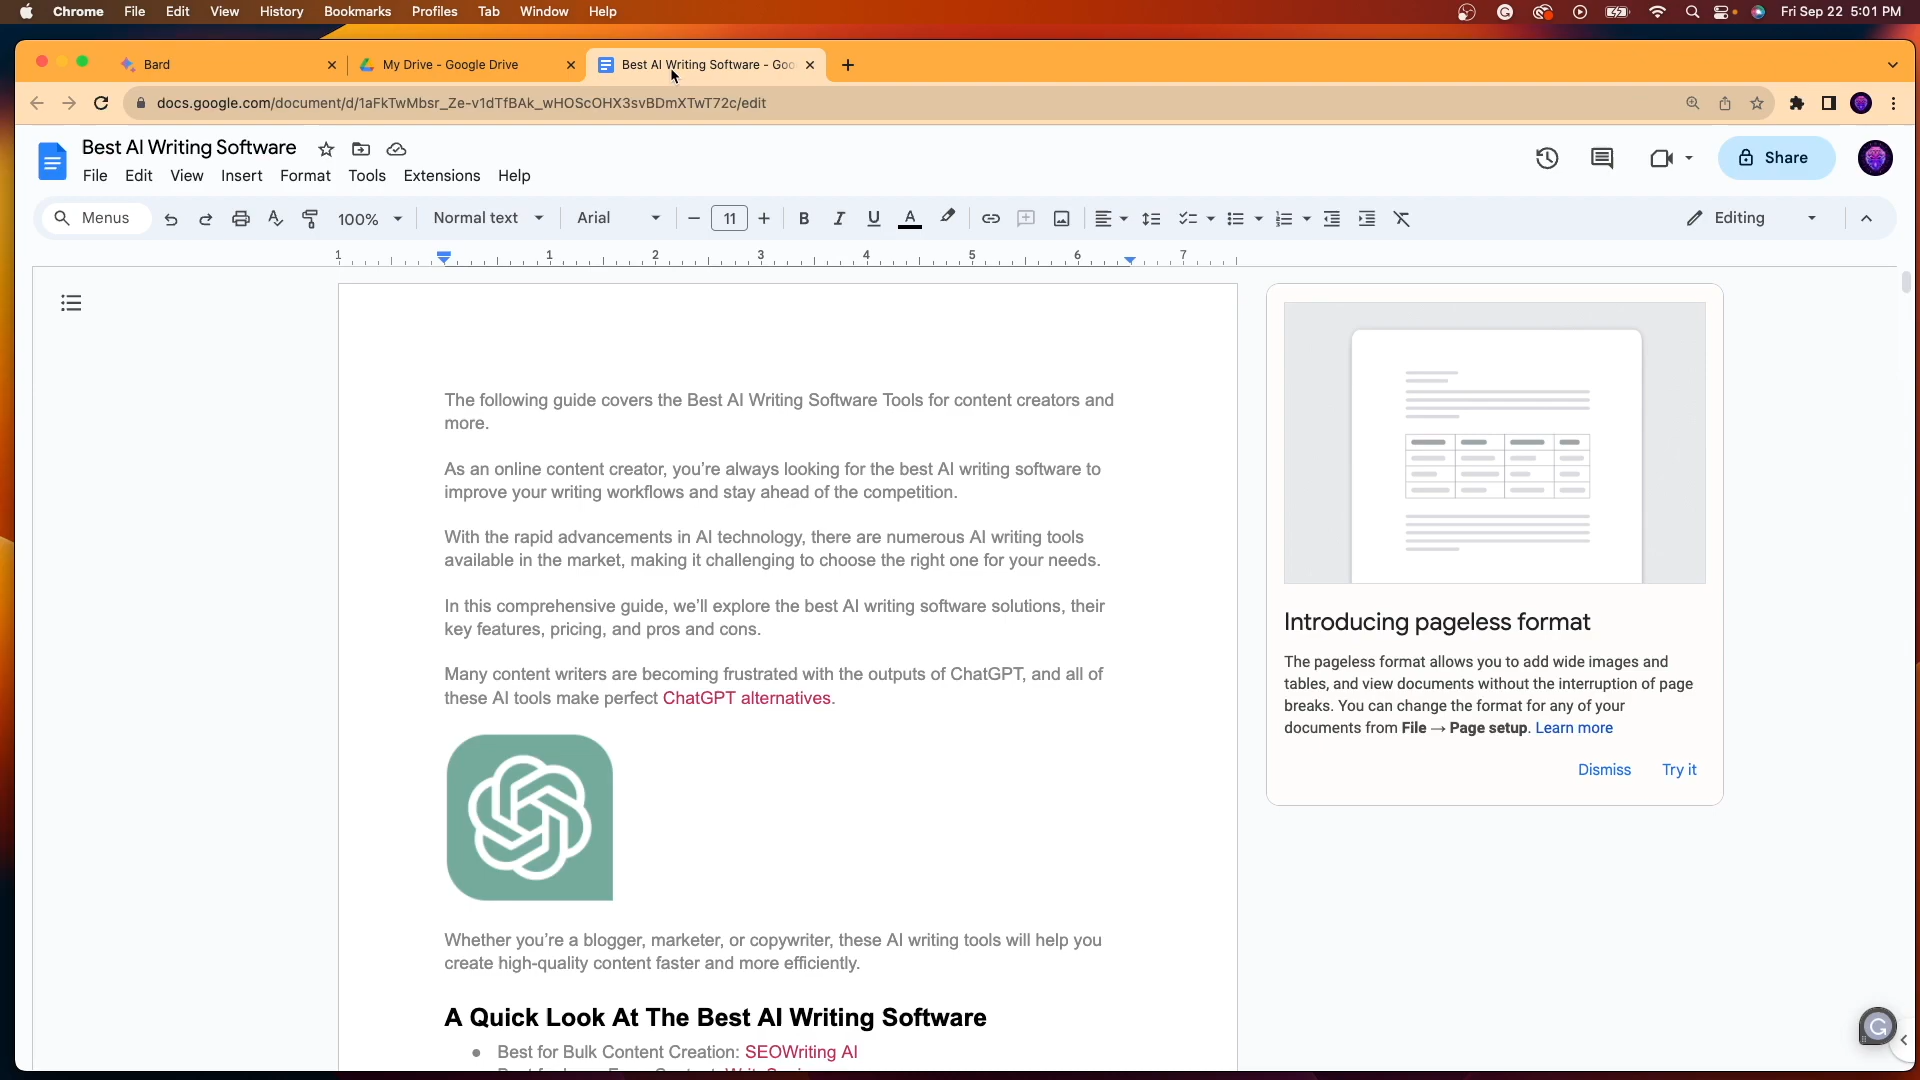 Chrome File Edit View History Bookmarks Profiles Tab Window Help Fri Sep 22 5:01 PM
Bard My Drive - Google Drive Best AI Writing Software - Goo
docs.google.com/document/d/1aFkTwMbsr_Ze-v1dTfBAk_wHOScOHX3svBDmXTwT72c/edit
Best AI Writing Software
File Edit View Insert Format Tools Extensions Help
Share
Menus 100% Normal text Arial 11 B I U A Editing
1 1 2 3 4 5 6 7
The following guide covers the Best AI Writing Software Tools for content creators and
more.
As an online content creator, you're always looking for the best AI writing software to
improve your writing workflows and stay ahead of the competition.
With the rapid advancements in AI technology, there are numerous AI writing tools
available in the market, making it challenging to choose the right one for your needs.
In this comprehensive guide, we'll explore the best AI writing software solutions, their
key features, pricing, and pros and cons.
Many content writers are becoming frustrated with the outputs of ChatGPT, and all of
these AI tools make perfect ChatGPT alternatives.
Whether you're a blogger, marketer, or copywriter, these AI writing tools will help you
create high-quality content faster and more efficiently.
A Quick Look At The Best AI Writing Software
● Best for Bulk Content Creation: SEOWriting AI
Introducing pageless format
The pageless format allows you to add wide images and
tables, and view documents without the interruption of page
breaks. You can change the format for any of your
documents from File → Page setup. Learn more
Dismiss Try it